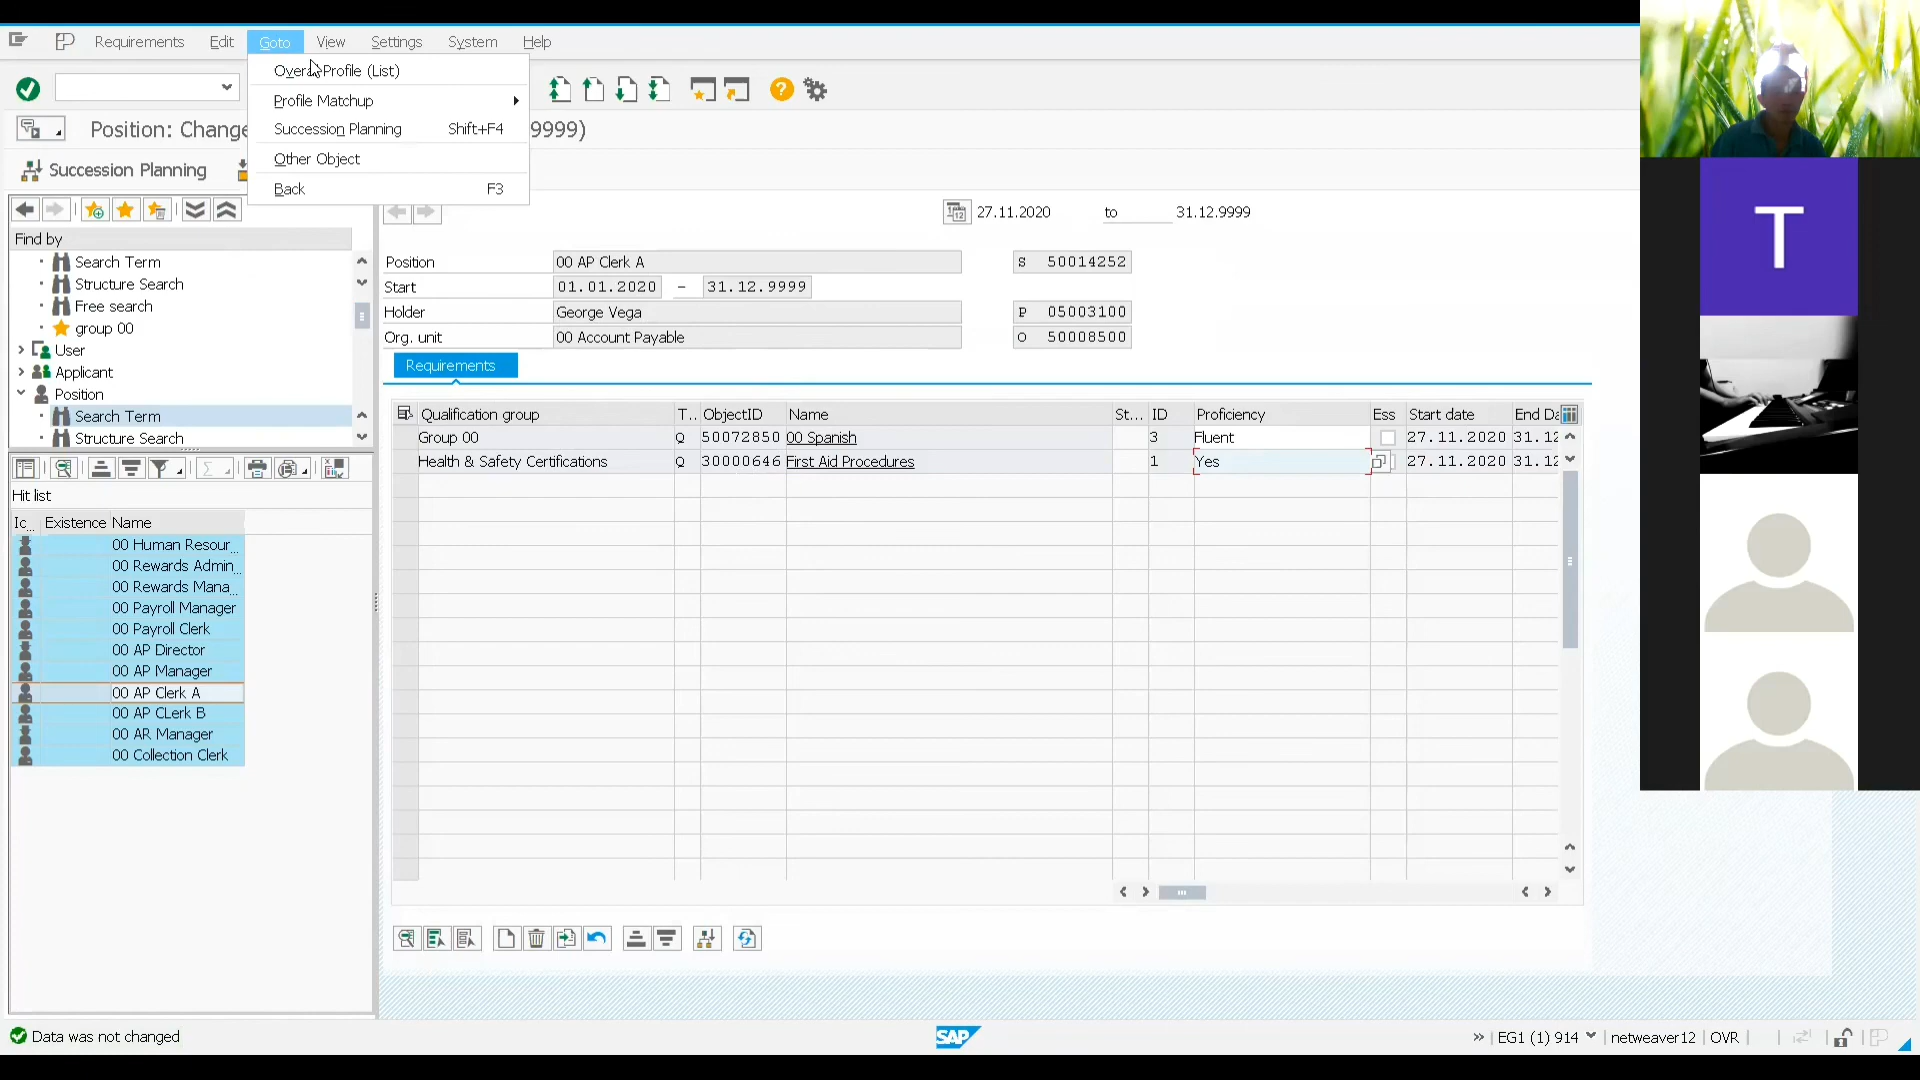 Requirements Edit Goto View Settings System Help
Overall Profile (List)
Profile Matchup
Succession Planning Shift+F4
Other Object
Back F3
Position: Change
9999)
Succession Planning
Find by
Search Term
Structure Search
Free search
group 00
User
Applicant
Position
Search Term
Structure Search
Hit list
Ic... Existence Name
00 Human Resour...
00 Rewards Admin...
00 Rewards Mana...
00 Payroll Manager
00 Payroll Clerk
00 AP Director
00 AP Manager
00 AP Clerk A
00 AP CLerk B
00 AR Manager
00 Collection Clerk
27.11.2020 to 31.12.9999
Position 00 AP Clerk A S 50014252
Start 01.01.2020 – 31.12.9999
Holder George Vega P 05003100
Org. unit 00 Account Payable O 50008500
Requirements
Qualification group T.. ObjectID Name St... ID Proficiency Ess Start date End Da
Group 00 Q 50072850 00 Spanish 3 Fluent 27.11.2020 31.12
Health & Safety Certifications Q 30000646 First Aid Procedures 1 Yes 27.11.2020 31.12
Data was not changed
SAP
» EG1 (1) 914 netweaver12 OVR
T